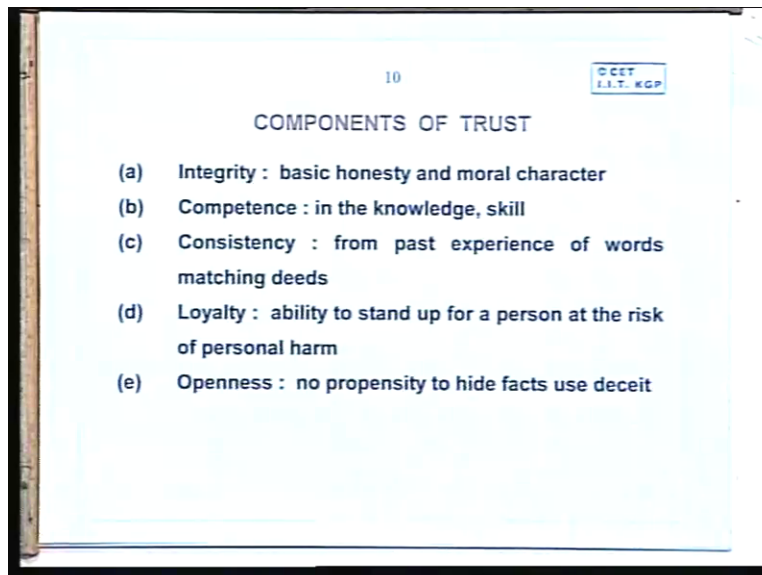 10
© CET
I.I.T. KGP
COMPONENTS OF TRUST
(a) Integrity : basic honesty and moral character
(b) Competence : in the knowledge, skill
(c) Consistency : from past experience of words
matching deeds
(d) Loyalty : ability to stand up for a person at the risk
of personal harm
(e) Openness : no propensity to hide facts use deceit